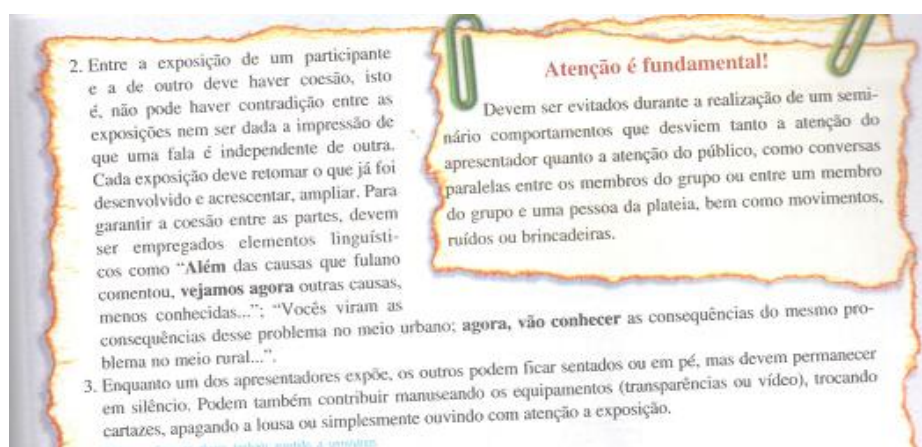 2. Entre a exposição de um participante
e a de outro deve haver coesão, isto
é, não pode haver contradição entre as
exposições nem ser dada a impressão de
que uma fala é independente de outra.
Cada exposição deve retomar o que já foi
desenvolvido e acrescentar, ampliar. Para
garantir a coesão entre as partes, devem
ser empregados elementos linguísti-
cos como “Além das causas que fulano
comentou, vejamos agora outras causas,
menos conhecidas...”; “Vocês viram as
consequências desse problema no meio urbano; agora, vão conhecer as consequências do mesmo pro-
blema no meio rural...”.
3. Enquanto um dos apresentadores expõe, os outros podem ficar sentados ou em pé, mas devem permanecer
em silêncio. Podem também contribuir manuseando os equipamentos (transparências ou vídeo), trocando
cartazes, apagando a lousa ou simplesmente ouvindo com atenção a exposição.
Atenção é fundamental!
Devem ser evitados durante a realização de um semi-
nário comportamentos que desviem tanto a atenção do
apresentador quanto a atenção do público, como conversas
paralelas entre os membros do grupo ou entre um membro
do grupo e uma pessoa da plateia, bem como movimentos,
ruídos ou brincadeiras.